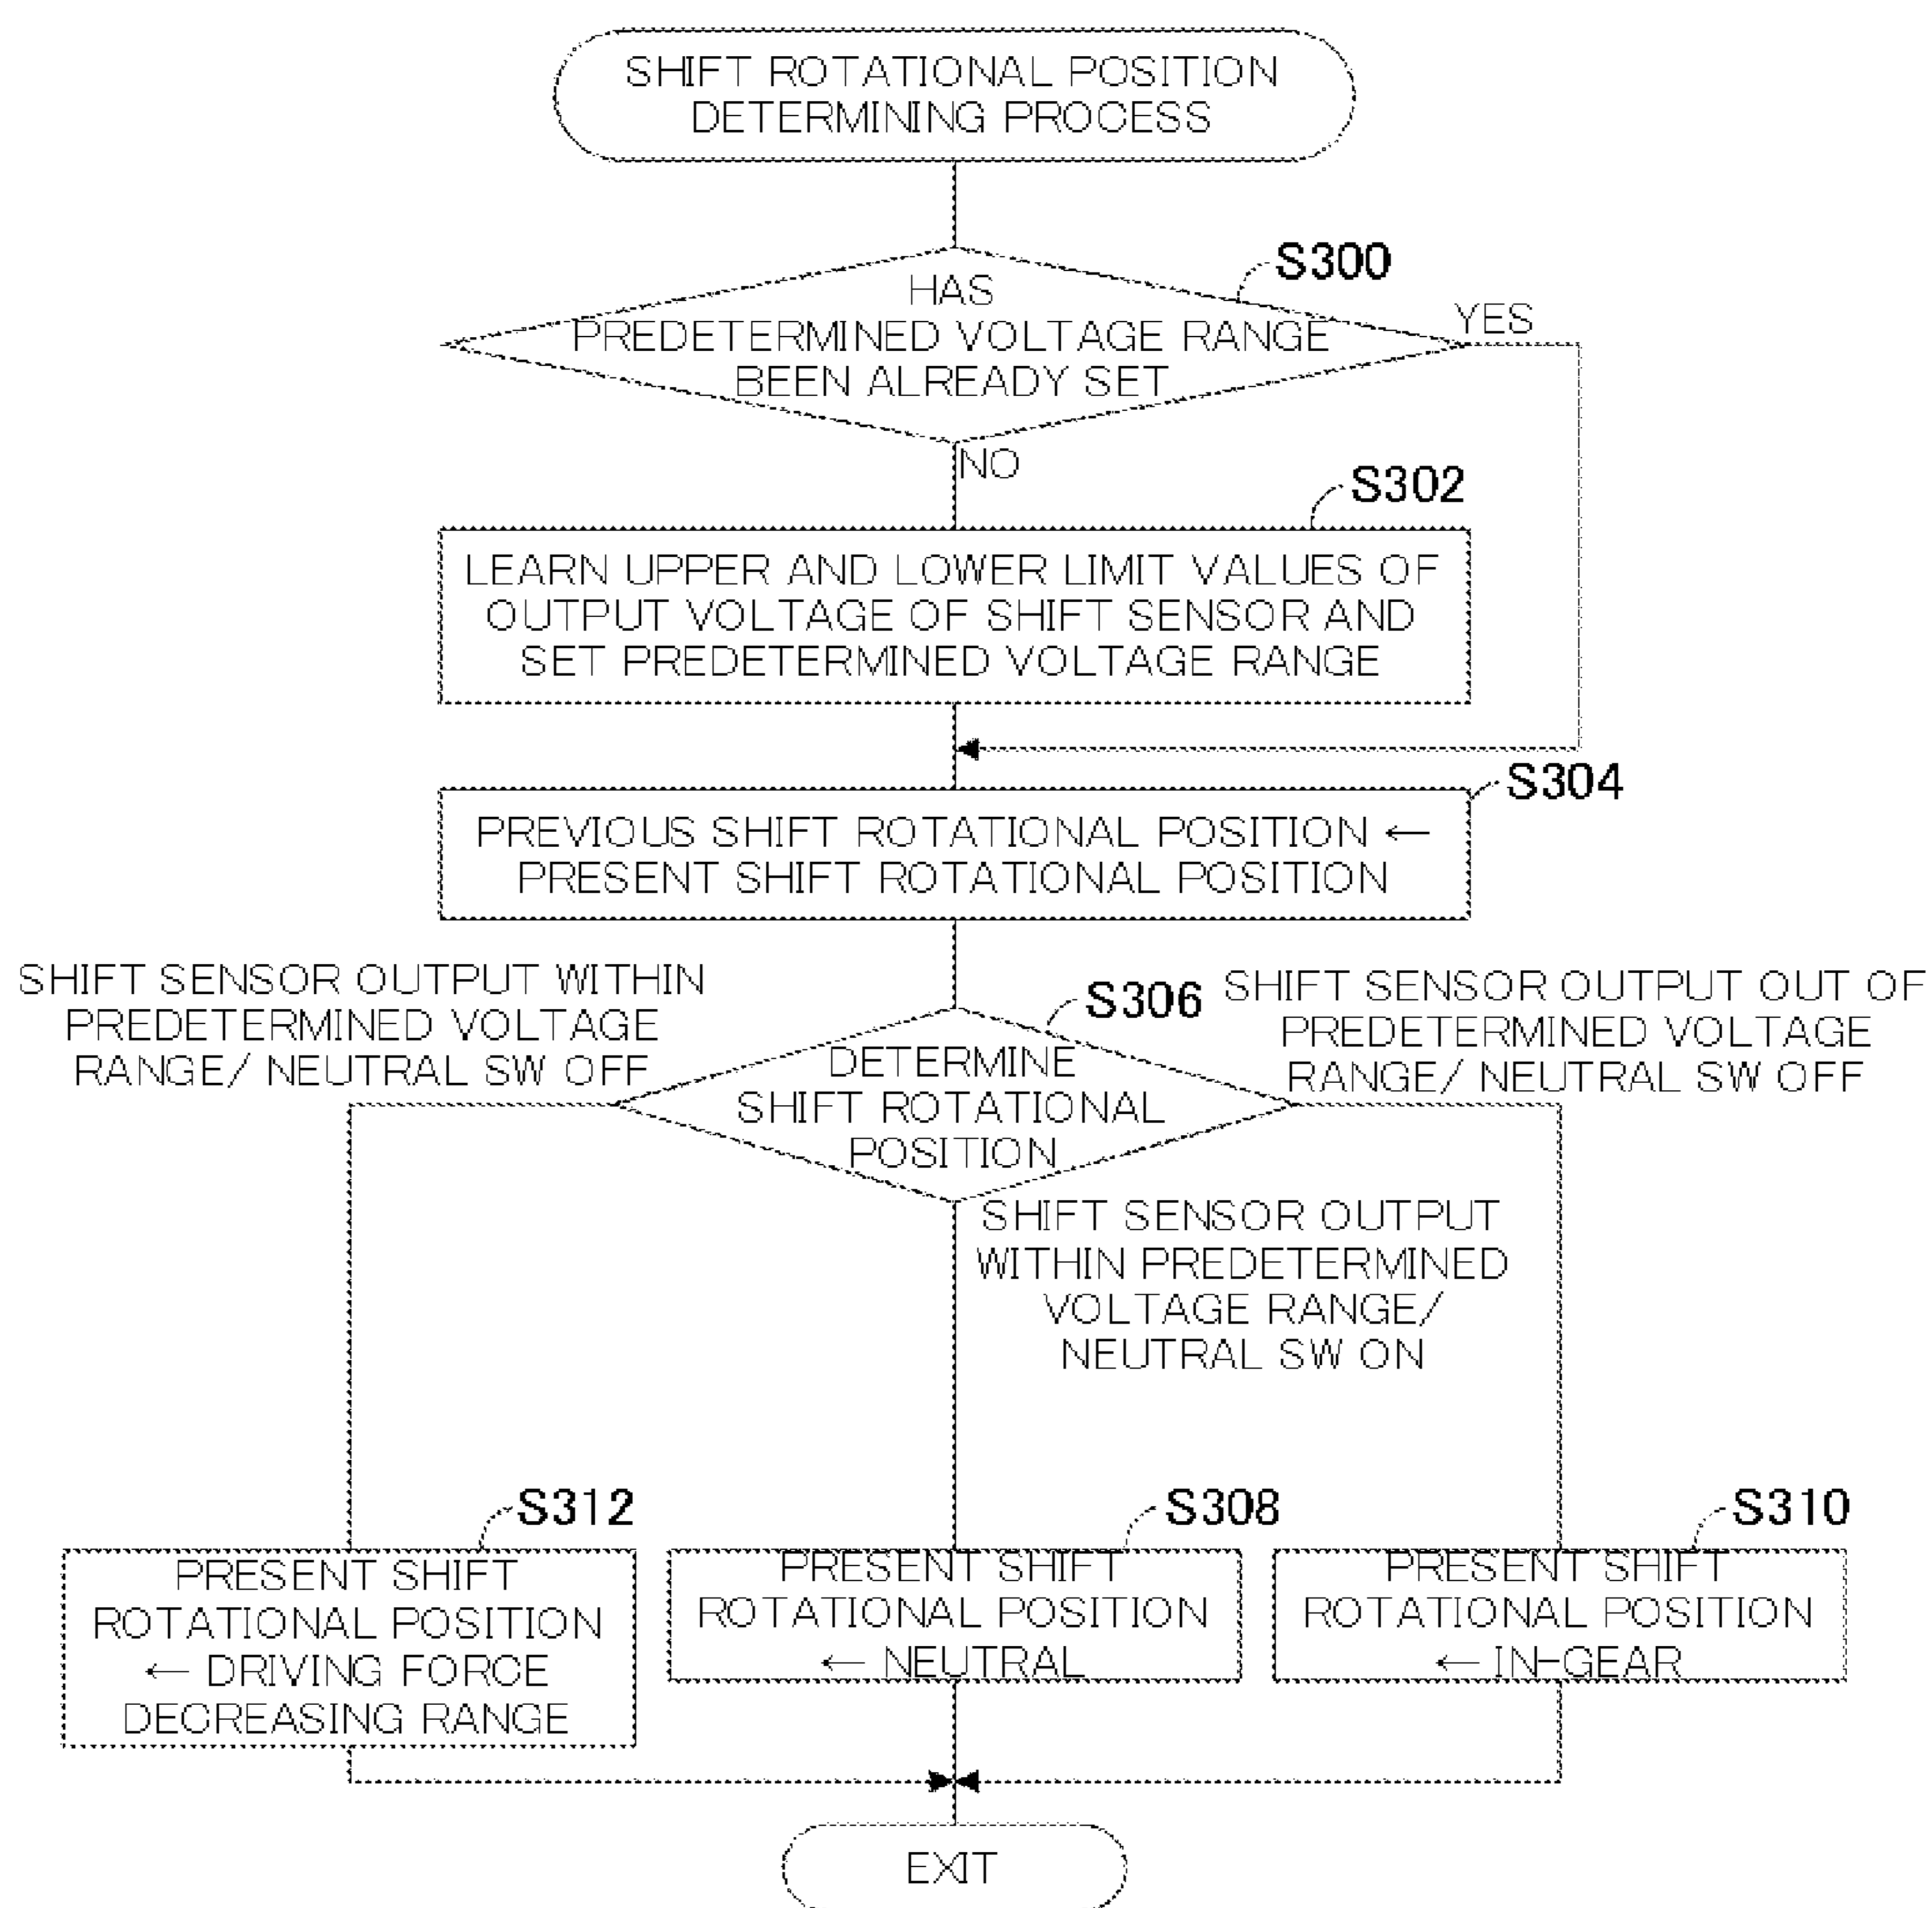 SHIFT ROTATIONAL POSITION
DETERMINING PROCESS
S300
HAS
PREDETERMINED VOLTAGE RANGE
BEEN ALREADY SET
YES
NO
S302
LEARN UPPER AND LOWER LIMIT VALUES OF
OUTPUT VOLTAGE OF SHIFT SENSOR AND
SET PREDETERMINED VOLTAGE RANGE
S304
PREVIOUS SHIFT ROTATIONAL POSITION ←
PRESENT SHIFT ROTATIONAL POSITION
SHIFT SENSOR OUTPUT WITHIN
PREDETERMINED VOLTAGE
RANGE/ NEUTRAL SW OFF
S306
DETERMINE
SHIFT ROTATIONAL
POSITION
SHIFT SENSOR OUTPUT OUT OF
PREDETERMINED VOLTAGE
RANGE/ NEUTRAL SW OFF
SHIFT SENSOR OUTPUT
WITHIN PREDETERMINED
VOLTAGE RANGE/
NEUTRAL SW ON
S312
PRESENT SHIFT
ROTATIONAL POSITION
← DRIVING FORCE
DECREASING RANGE
S308
PRESENT SHIFT
ROTATIONAL POSITION
← NEUTRAL
S310
PRESENT SHIFT
ROTATIONAL POSITION
← IN-GEAR
EXIT